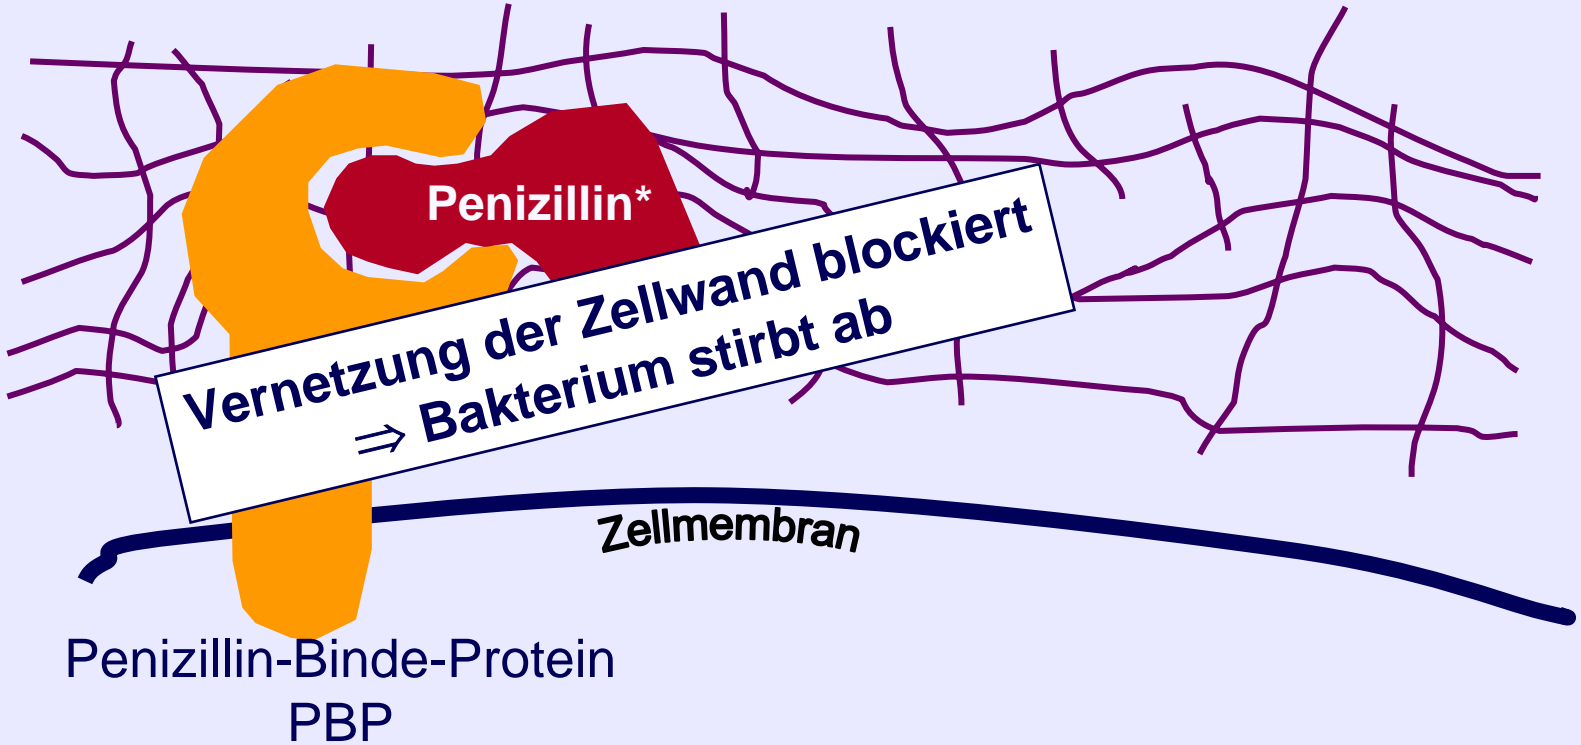 Penizillin*
Vernetzung der Zellwand blockiert
⇒ Bakterium stirbt ab
Zellmembran
Penizillin-Binde-Protein
PBP